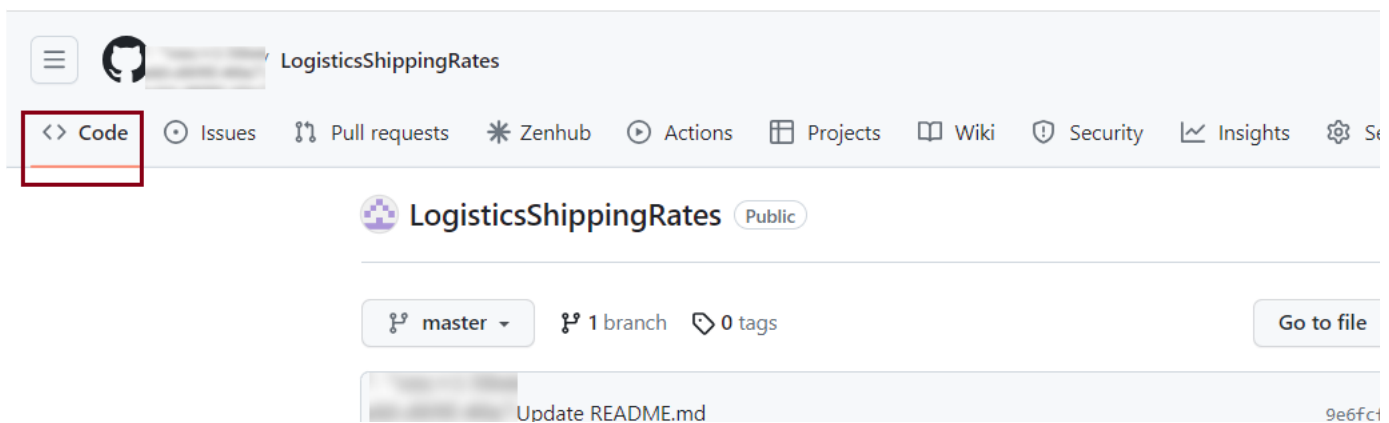 / LogisticsShippingRates
<> Code Issues Pull requests Zenhub Actions Projects Wiki Security Insights
LogisticsShippingRates Public
master 1 branch 0 tags Go to file
Update README.md